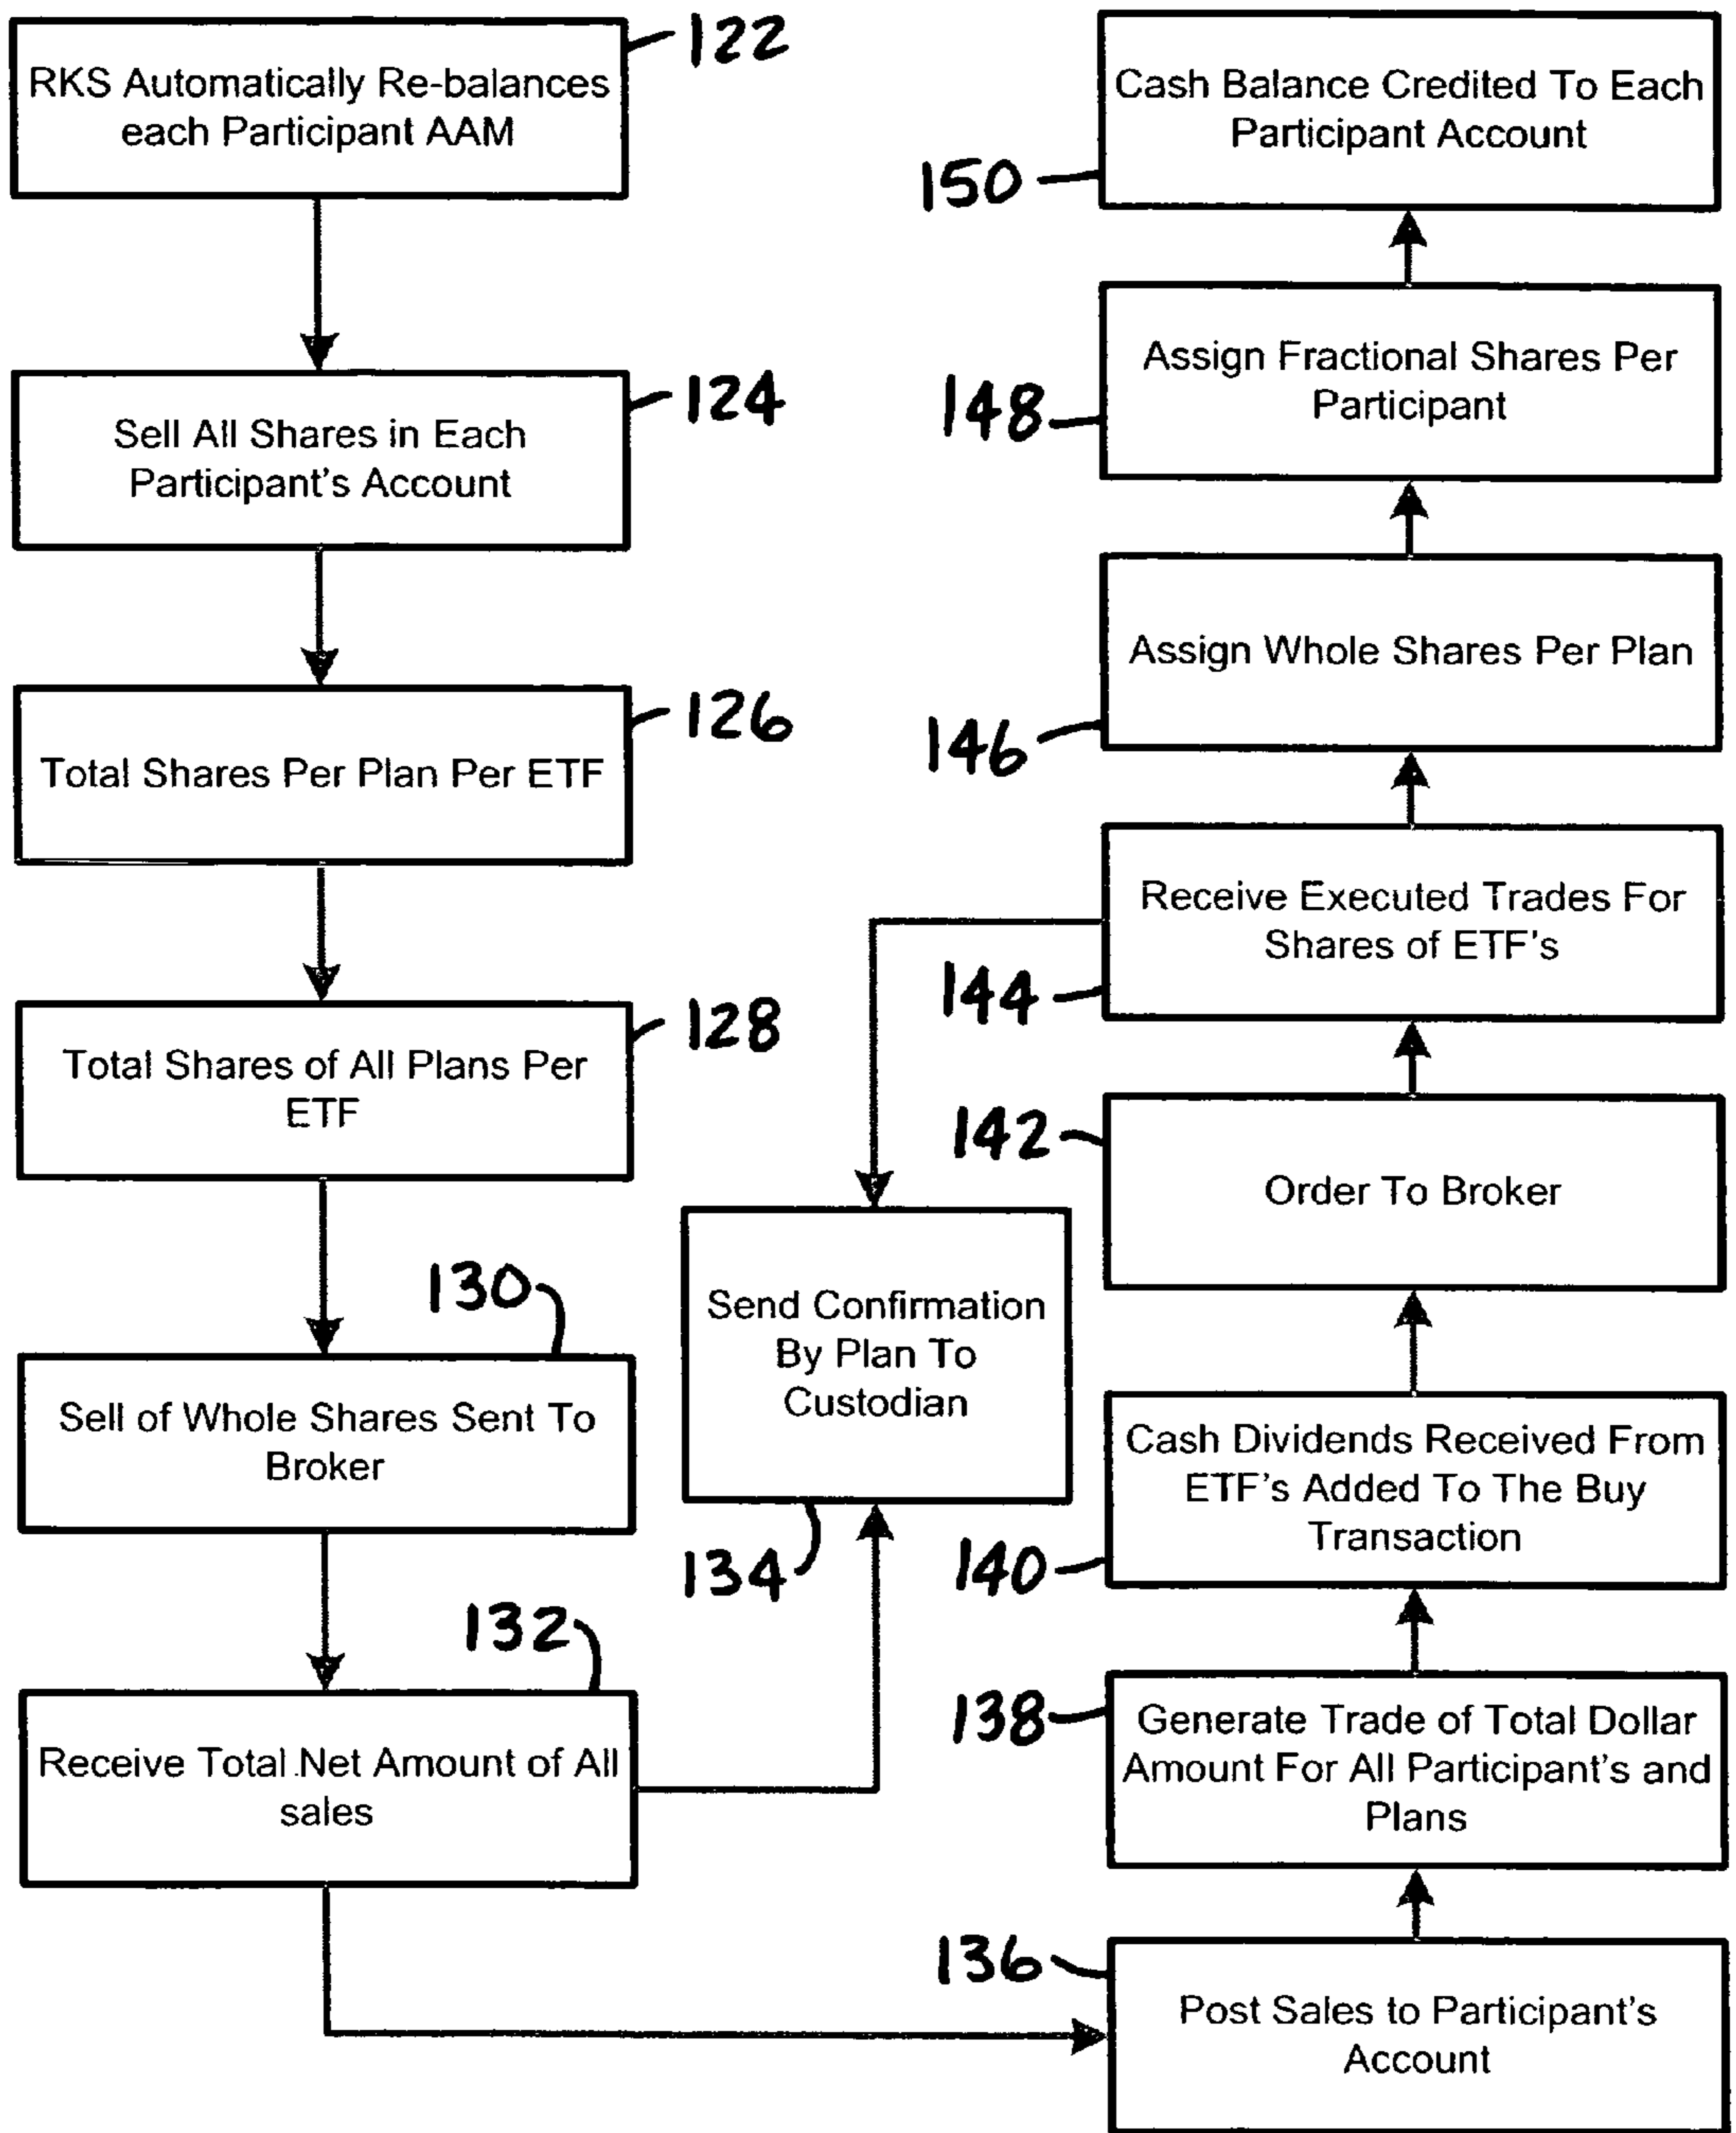 RKS Automatically Re-balances
each Participant AAM
122
Sell All Shares in Each
Participant's Account
124
Total Shares Per Plan Per ETF
126
Total Shares of All Plans Per
ETF
128
130
Sell of Whole Shares Sent To
Broker
132
Receive Total Net Amount of All
sales
Send Confirmation
By Plan To
Custodian
134
136
Post Sales to Participant's
Account
138
Generate Trade of Total Dollar
Amount For All Participant's and
Plans
Cash Dividends Received From
ETF's Added To The Buy
Transaction
140
142
Order To Broker
Receive Executed Trades For
Shares of ETF's
144
Assign Whole Shares Per Plan
146
Assign Fractional Shares Per
Participant
148
Cash Balance Credited To Each
Participant Account
150